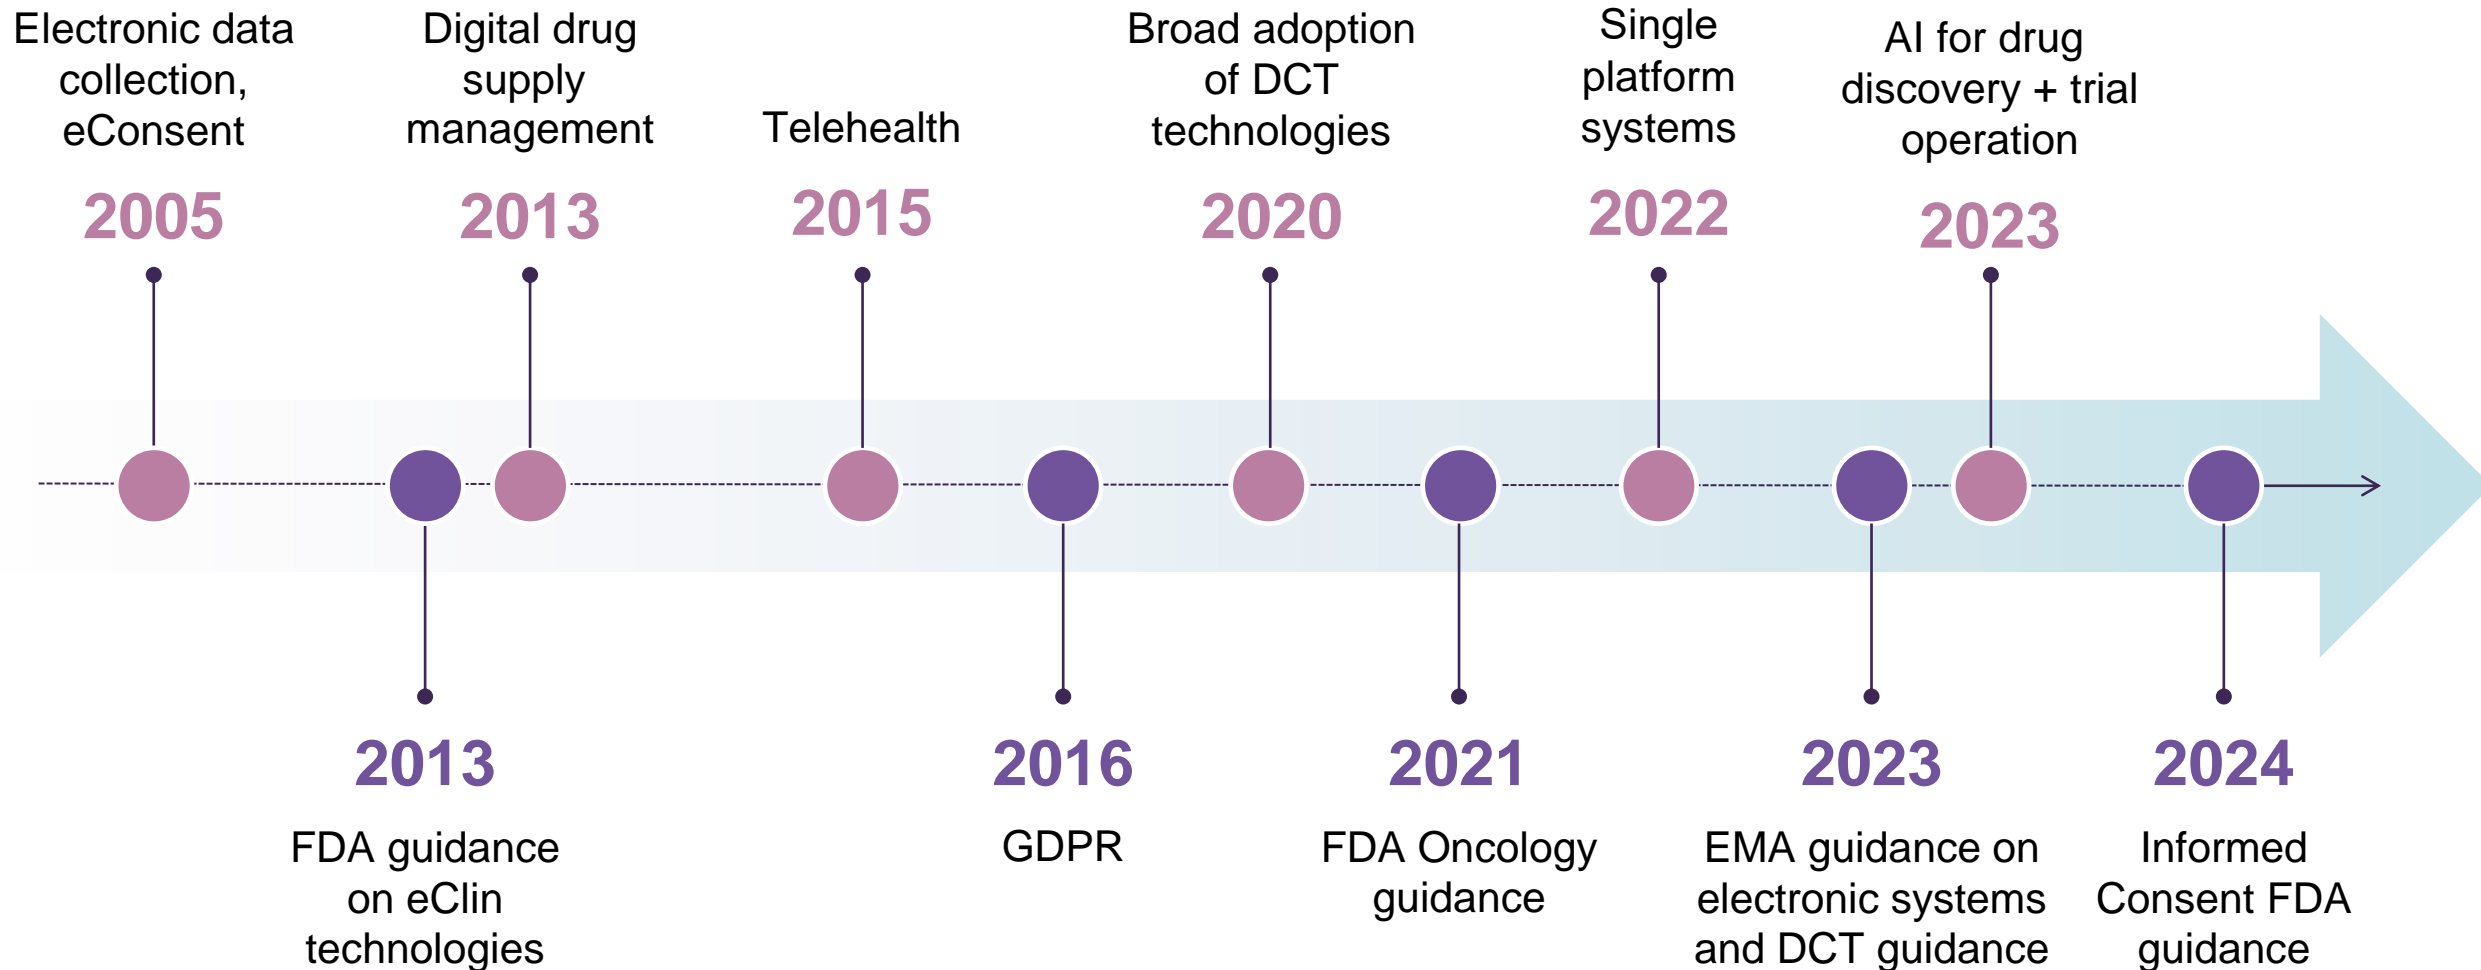 Electronic data
collection,
eConsent
2005
Digital drug
supply
management
2013
Telehealth
2015
Broad adoption
of DCT
technologies
2020
Single
platform
systems
2022
AI for drug
discovery + trial
operation
2023
2013
FDA guidance
on eClin
technologies
2016
GDPR
2021
FDA Oncology
guidance
2023
EMA guidance on
electronic systems
and DCT guidance
2024
Informed
Consent FDA
guidance